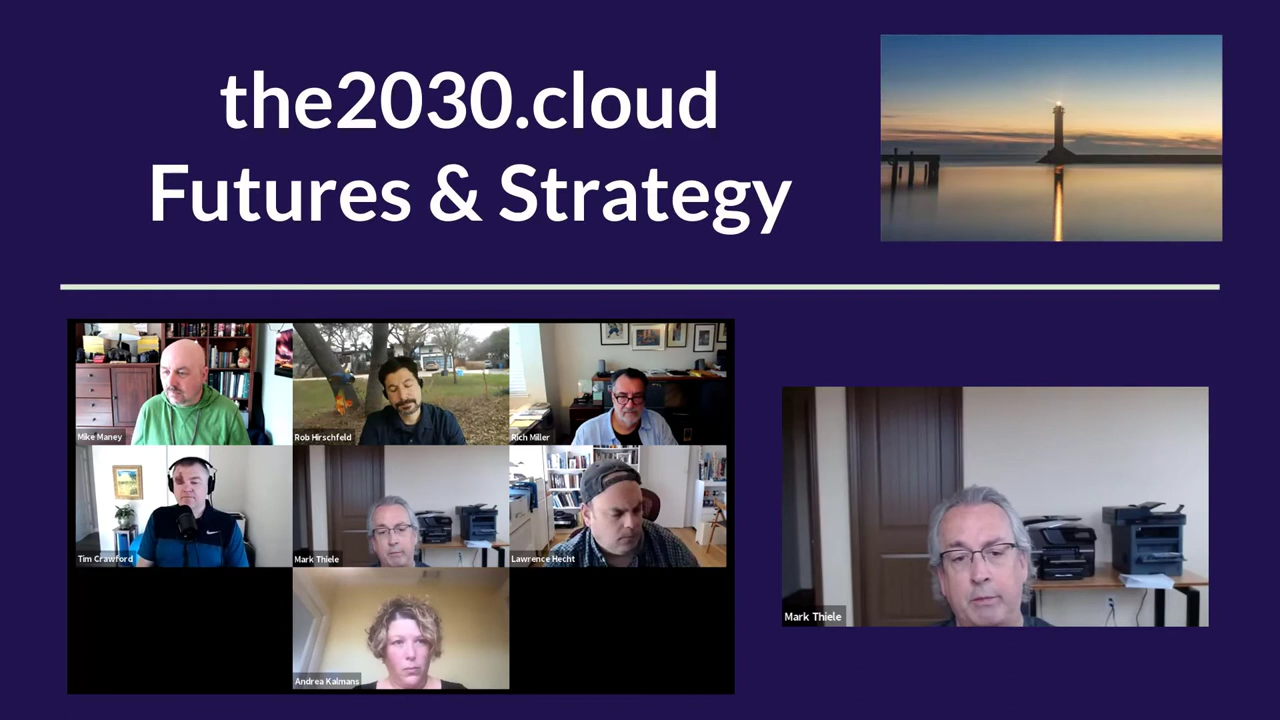 the2030.cloud
Futures & Strategy
Mike Maney
Rob Hirschfeld
Rich Miller
Tim Crawford
Mark Thiele
Lawrence Hecht
Andrea Kalmans
Mark Thiele